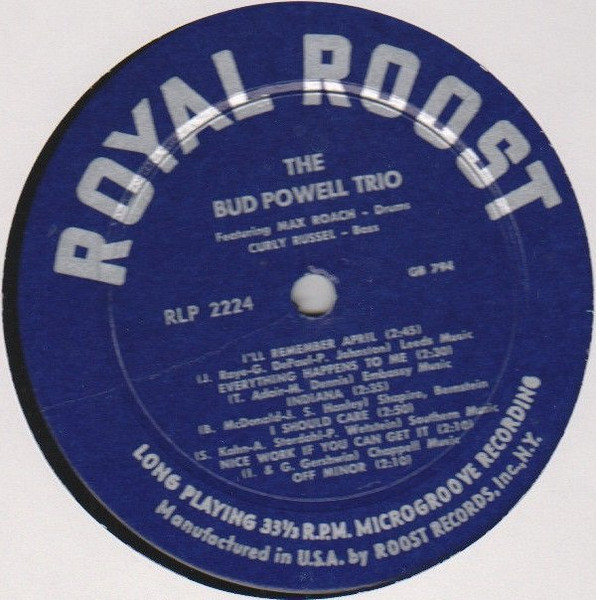 ROYAL ROOST
THE
BUD POWELL TRIO
Featuring MAX ROACH - Drums
CURLY RUSSEL - Bass
GB 794
RLP 2224
I'LL REMEMBER APRIL (2:45)
(J. Raye-G. DePaul-P. Johnston) Leeds Music
EVERYTHING HAPPENS TO ME (2:30)
(T. Adair-M. Dennis) Embassy Music
INDIANA (2:35)
(B. McDonald-J. S. Hanley) Shapiro, Bernstein
I SHOULD CARE (2:50)
(S. Kahn-A. Stordahl-P. Wetstein) Southern Music
NICE WORK IF YOU CAN GET IT (2:10)
(I. & G. Gershwin) Chappell Music
OFF MINOR (2:10)
LONG PLAYING 33⅓ R.P.M. MICROGROOVE RECORDING
Manufactured in U.S.A. by ROOST RECORDS, Inc., N.Y.